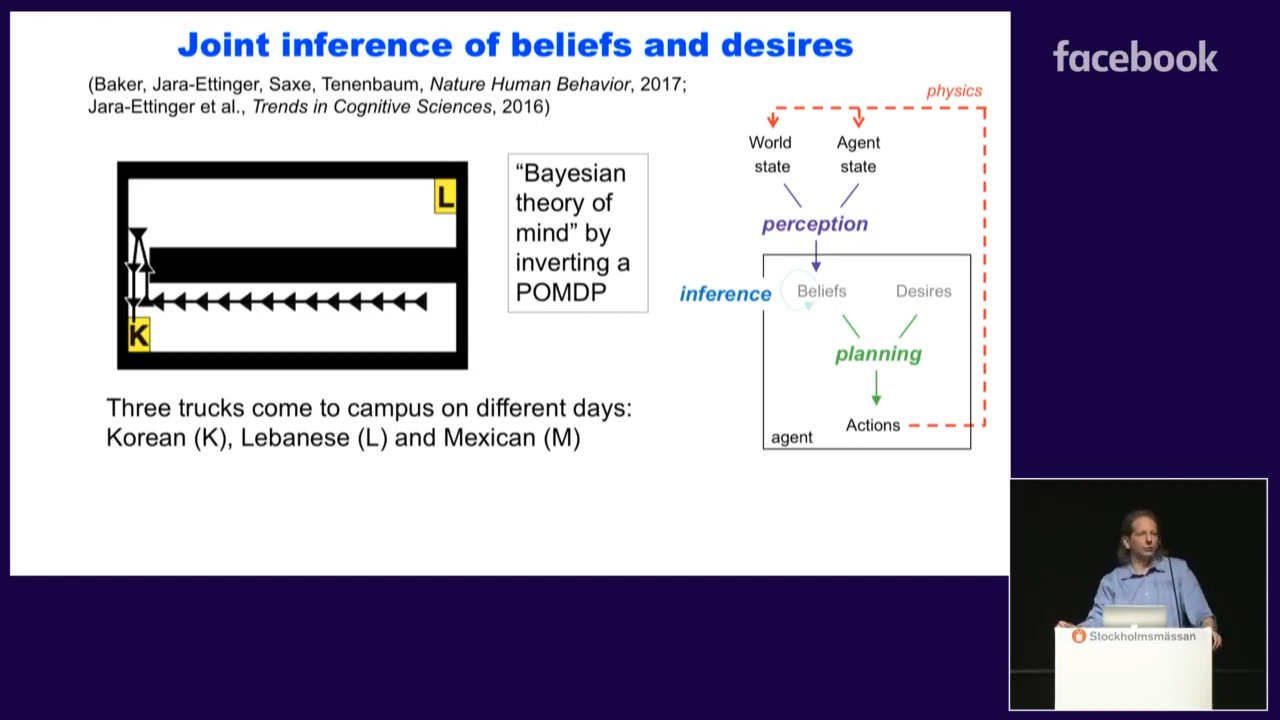 Joint inference of beliefs and desires
(Baker, Jara-Ettinger, Saxe, Tenenbaum, Nature Human Behavior, 2017;
Jara-Ettinger et al., Trends in Cognitive Sciences, 2016)
facebook
L
K
“Bayesian
theory of
mind” by
inverting a
POMDP
physics
World
state
Agent
state
perception
inference
Beliefs
Desires
planning
Actions
agent
Three trucks come to campus on different days:
Korean (K), Lebanese (L) and Mexican (M)
Stockholmsmässan